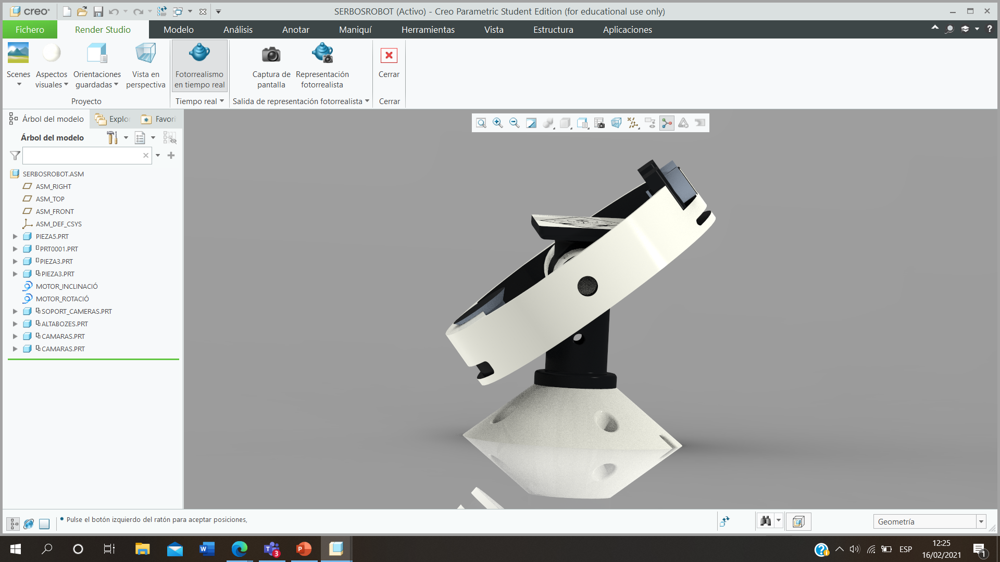 creo
SERBOSROBOT (Activo) - Creo Parametric Student Edition (for educational use only)
Fichero
Render Studio
Modelo
Análisis
Anotar
Maniquí
Herramientas
Vista
Estructura
Aplicaciones
?
Scenes
Aspectos
visuales
Orientaciones
guardadas
Vista en
perspectiva
Fotorrealismo
en tiempo real
Captura de
pantalla
Representación
fotorrealista
Cerrar
Proyecto
Tiempo real
Salida de representación fotorrealista
Cerrar
Árbol del modelo
Explo
Favori
Árbol del modelo
SERBOSROBOT.ASM
ASM_RIGHT
ASM_TOP
ASM_FRONT
ASM_DEF_CSYS
PIEZA5.PRT
PRT0001.PRT
PIEZA3.PRT
PIEZA3.PRT
MOTOR_INCLINACIÓ
MOTOR_ROTACIÓ
SOPORT_CAMERAS.PRT
ALTABOZES.PRT
CAMARAS.PRT
CAMARAS.PRT
Pulse el botón izquierdo del ratón para aceptar posiciones,
Geometría
3
ESP
12:25
16/02/2021
1